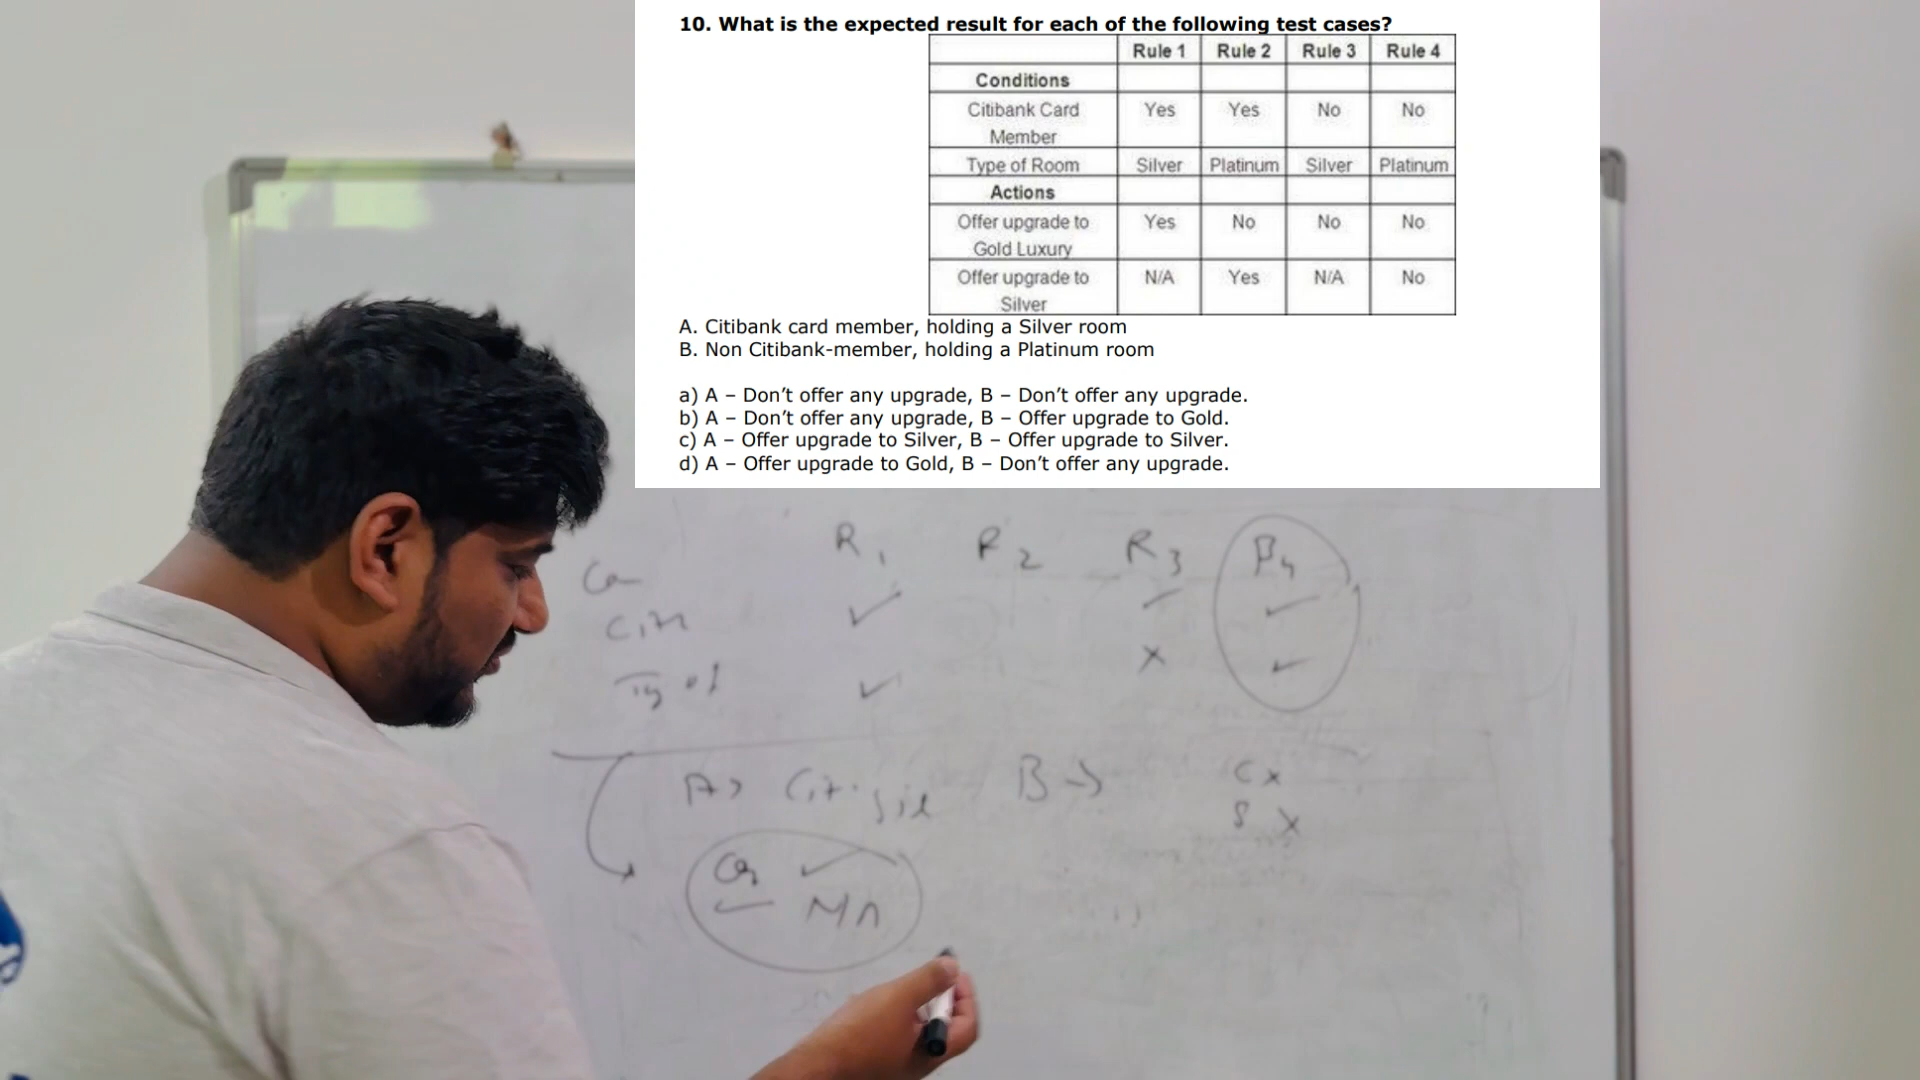 10. What is the expected result for each of the following test cases?
Rule 1 Rule 2 Rule 3 Rule 4
Conditions
Citibank Card Member Yes Yes No No
Type of Room Silver Platinum Silver Platinum
Actions
Offer upgrade to Gold Luxury Yes No No No
Offer upgrade to Silver N/A Yes N/A No
A. Citibank card member, holding a Silver room
B. Non Citibank-member, holding a Platinum room
a) A – Don’t offer any upgrade, B – Don’t offer any upgrade.
b) A – Don’t offer any upgrade, B – Offer upgrade to Gold.
c) A – Offer upgrade to Silver, B – Offer upgrade to Silver.
d) A – Offer upgrade to Gold, B – Don’t offer any upgrade.
R1 R2 R3 R4
B →
C x
S x